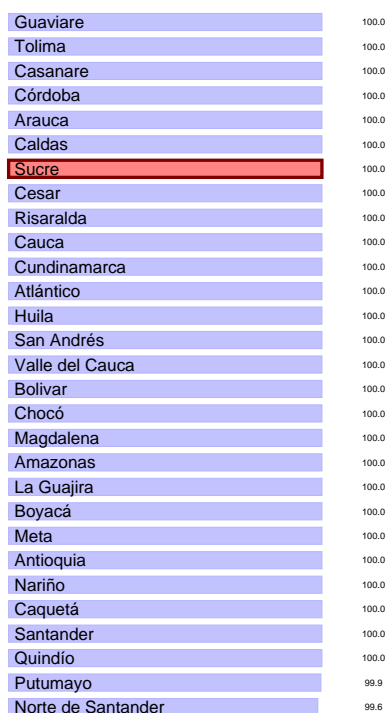 Guaviare 100.0
Tolima 100.0
Casanare 100.0
Córdoba 100.0
Arauca 100.0
Caldas 100.0
Sucre 100.0
Cesar 100.0
Risaralda 100.0
Cauca 100.0
Cundinamarca 100.0
Atlántico 100.0
Huila 100.0
San Andrés 100.0
Valle del Cauca 100.0
Bolivar 100.0
Chocó 100.0
Magdalena 100.0
Amazonas 100.0
La Guajira 100.0
Boyacá 100.0
Meta 100.0
Antioquia 100.0
Nariño 100.0
Caquetá 100.0
Santander 100.0
Quindío 100.0
Putumayo 99.9
Norte de Santander 99.6